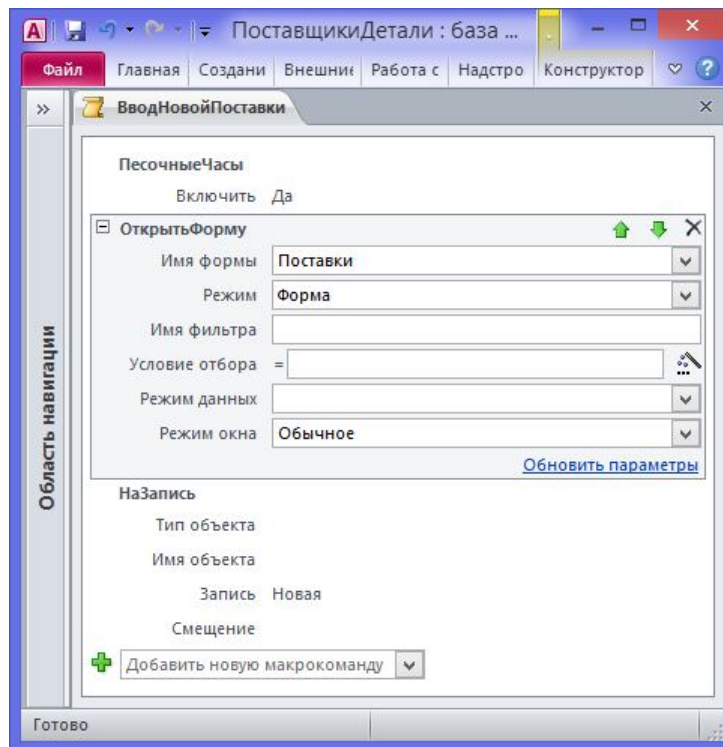 ПоставщикиДетали : база ...
Файл Главная Создани Внешние Работа с Надстро Конструктор
ВводНовойПоставки
Область навигации
ПесочныеЧасы
Включить Да
ОткрытьФорму
Имя формы Поставки
Режим Форма
Имя фильтра
Условие отбора =
Режим данных
Режим окна Обычное
Обновить параметры
НаЗапись
Тип объекта
Имя объекта
Запись Новая
Смещение
Добавить новую макрокоманду
Готово